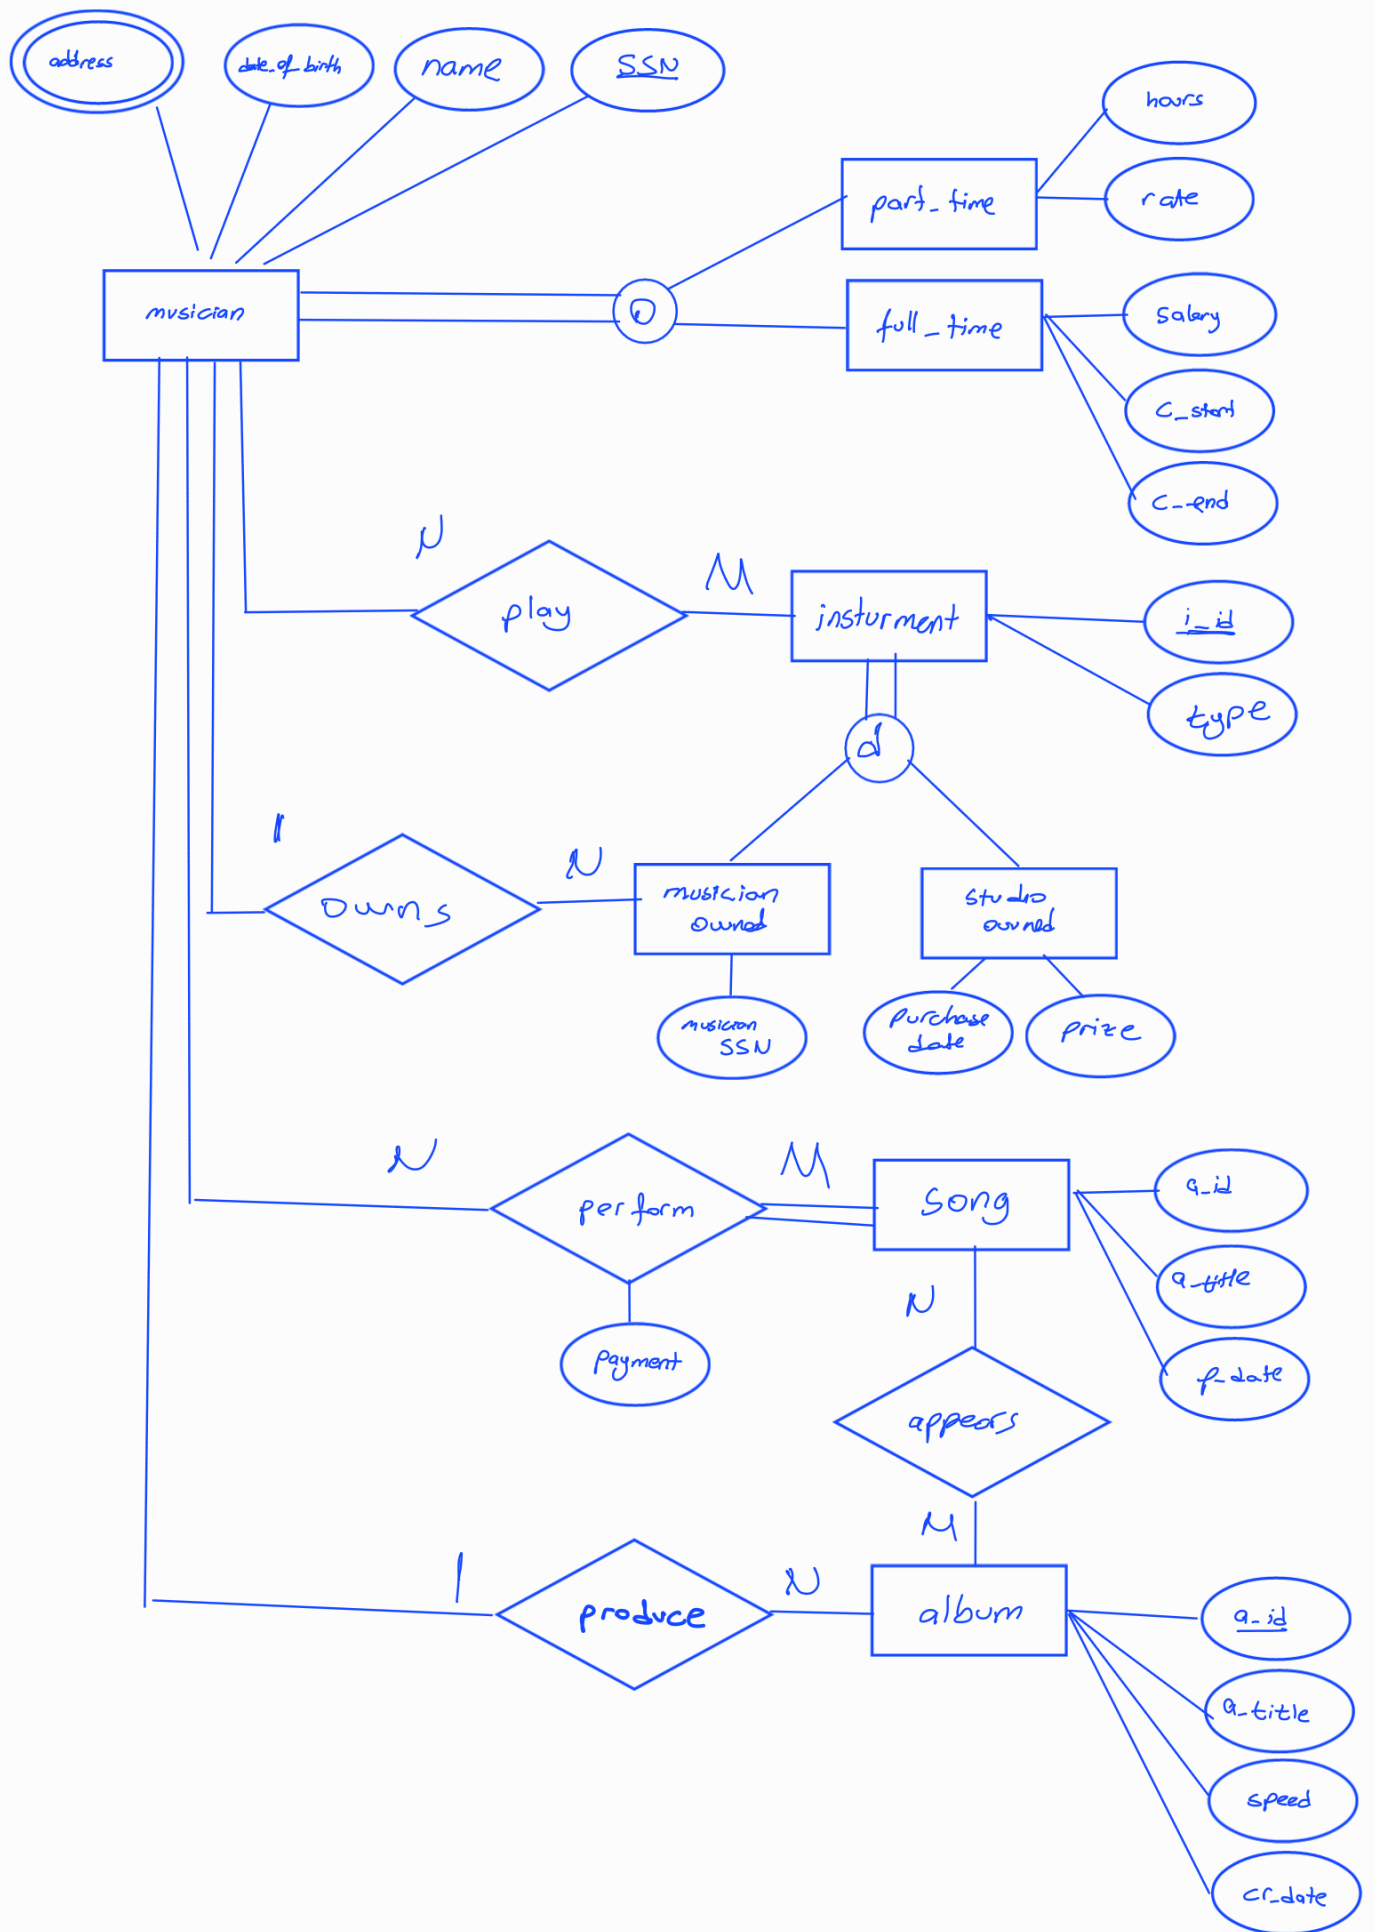 address
date_of_birth
name
SSN
hours
part_time
rate
musician
o
full_time
salary
c_start
c_end
N
play
M
insturment
i_id
type
d
1
owns
N
musician
owned
studio
owned
musician
SSN
purchase
date
prize
N
perform
M
song
a_id
a_title
payment
p_date
N
appears
M
1
produce
N
album
a_id
a_title
speed
cr_date